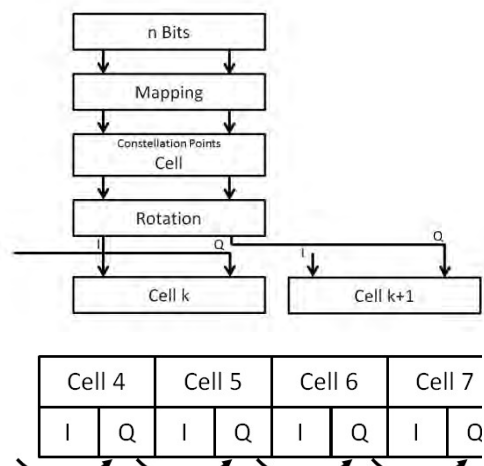 n Bits
Mapping
Constellation Points
Cell
Rotation
I Q Q
I
Cell k Cell k+1
Cell 4 Cell 5 Cell 6 Cell 7
I Q I Q I Q I Q